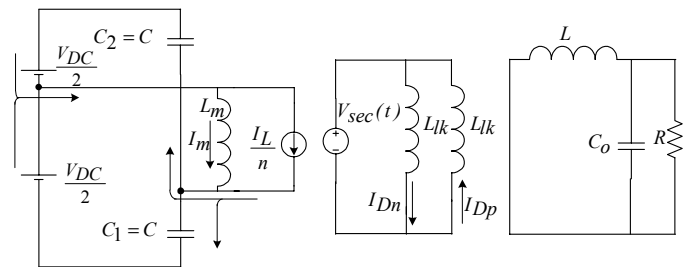 C2 = C
VDC
2
Lm
Im
IL
n
VDC
2
C1 = C
Vsec(t)
+
−
Llk
Llk
IDn
IDp
L
Co
R